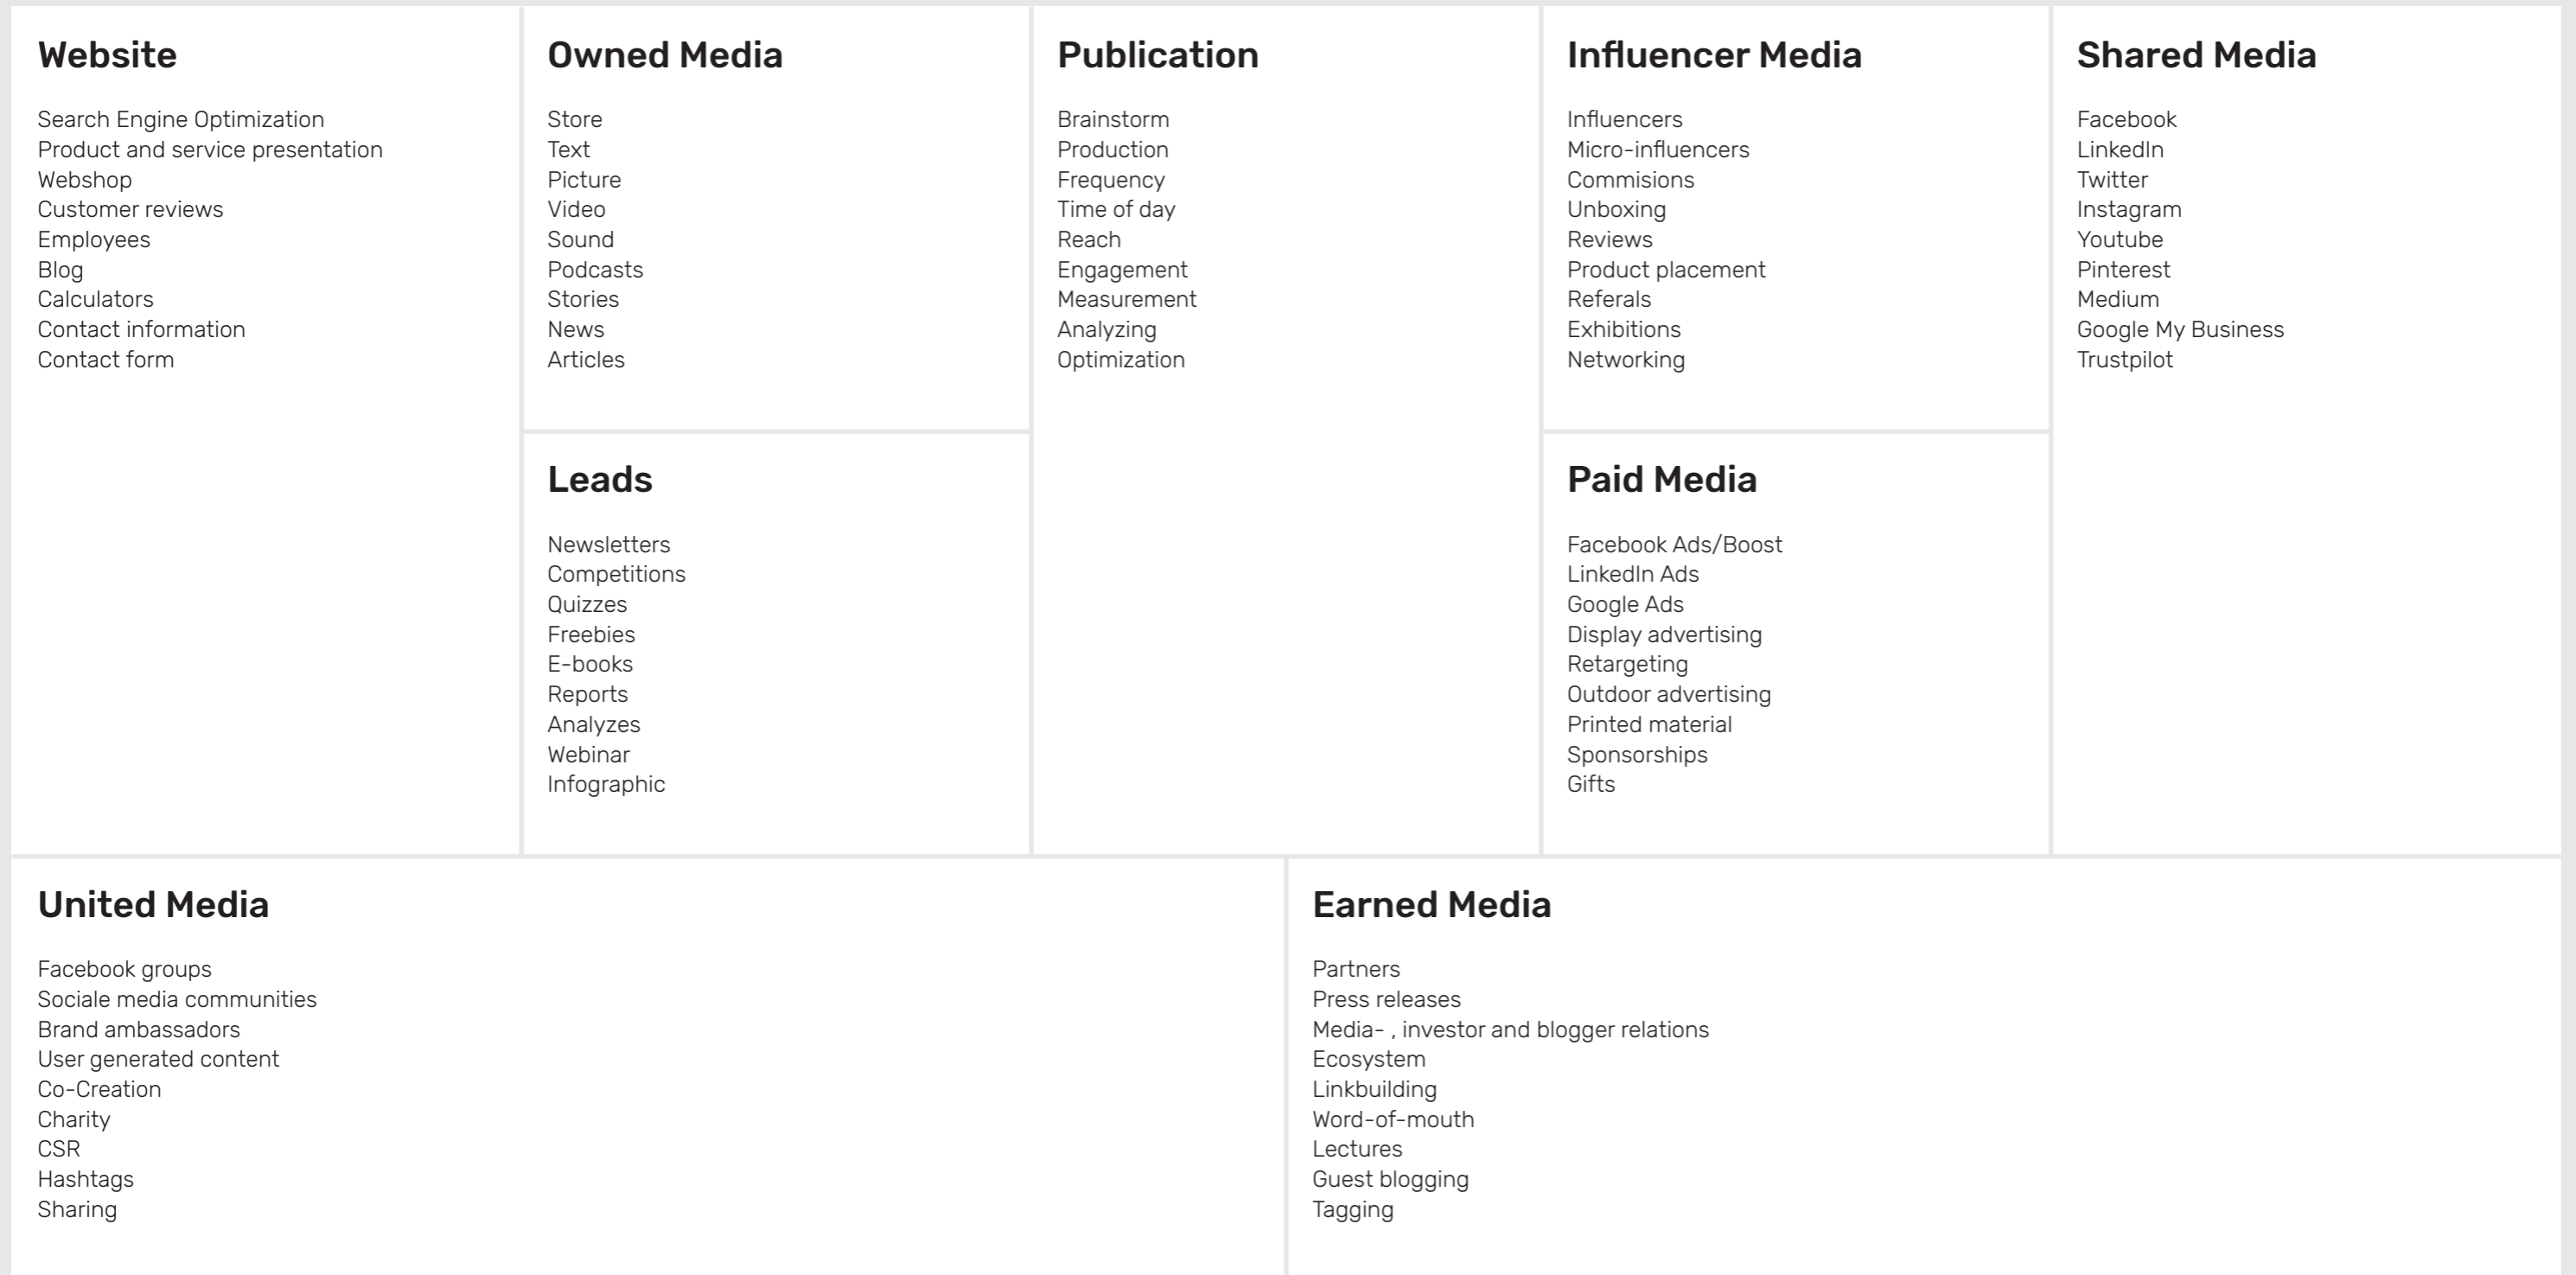 Website
Search Engine Optimization
Product and service presentation
Webshop
Customer reviews
Employees
Blog
Calculators
Contact information
Contact form
Owned Media
Store
Text
Picture
Video
Sound
Podcasts
Stories
News
Articles
Leads
Newsletters
Competitions
Quizzes
Freebies
E-books
Reports
Analyzes
Webinar
Infographic
Publication
Brainstorm
Production
Frequency
Time of day
Reach
Engagement
Measurement
Analyzing
Optimization
Influencer Media
Influencers
Micro-influencers
Commisions
Unboxing
Reviews
Product placement
Referals
Exhibitions
Networking
Paid Media
Facebook Ads/Boost
LinkedIn Ads
Google Ads
Display advertising
Retargeting
Outdoor advertising
Printed material
Sponsorships
Gifts
Shared Media
Facebook
LinkedIn
Twitter
Instagram
Youtube
Pinterest
Medium
Google My Business
Trustpilot
United Media
Facebook groups
Sociale media communities
Brand ambassadors
User generated content
Co-Creation
Charity
CSR
Hashtags
Sharing
Earned Media
Partners
Press releases
Media- , investor and blogger relations
Ecosystem
Linkbuilding
Word-of-mouth
Lectures
Guest blogging
Tagging